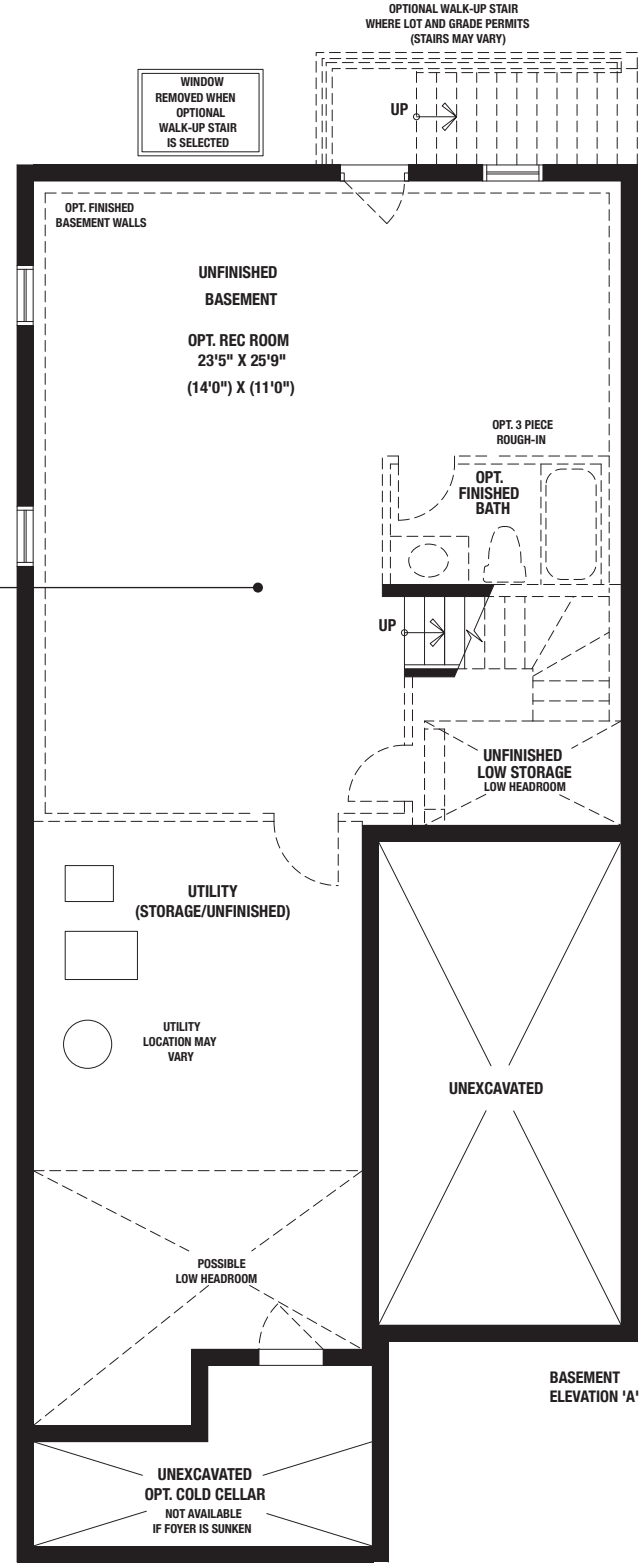 OPTIONAL WALK-UP STAIR
WHERE LOT AND GRADE PERMITS
(STAIRS MAY VARY)
WINDOW
REMOVED WHEN
OPTIONAL
WALK-UP STAIR
IS SELECTED
UP
OPT. FINISHED
BASEMENT WALLS
UNFINISHED
BASEMENT
OPT. REC ROOM
23'5" X 25'9"
(14'0") X (11'0")
OPT. 3 PIECE
ROUGH-IN
OPT.
FINISHED
BATH
UP
UNFINISHED
LOW STORAGE
LOW HEADROOM
UTILITY
(STORAGE/UNFINISHED)
UTILITY
LOCATION MAY
VARY
UNEXCAVATED
POSSIBLE
LOW HEADROOM
BASEMENT
ELEVATION 'A'
UNEXCAVATED
OPT. COLD CELLAR
NOT AVAILABLE
IF FOYER IS SUNKEN